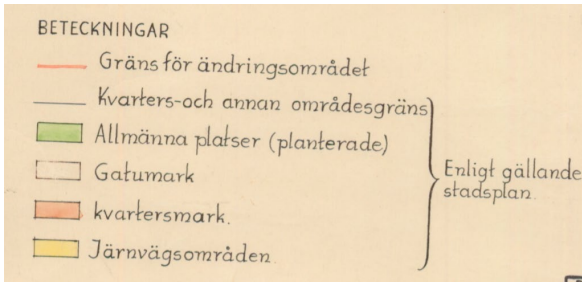 BETECKNINGAR
Gräns för ändringsområdet
Kvarters-och annan områdesgräns
Allmänna platser (planterade)
Gatumark
kvartersmark.
Järnvägsområden
Enligt gällande
stadsplan.